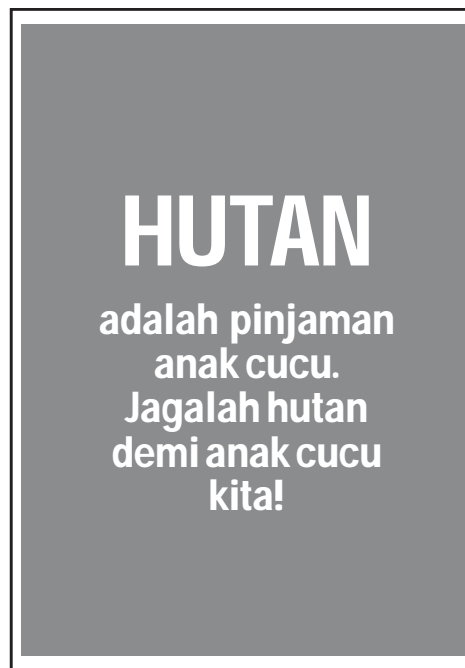 HUTAN
adalah pinjaman
anak cucu.
Jagalah hutan
demi anak cucu
kita!